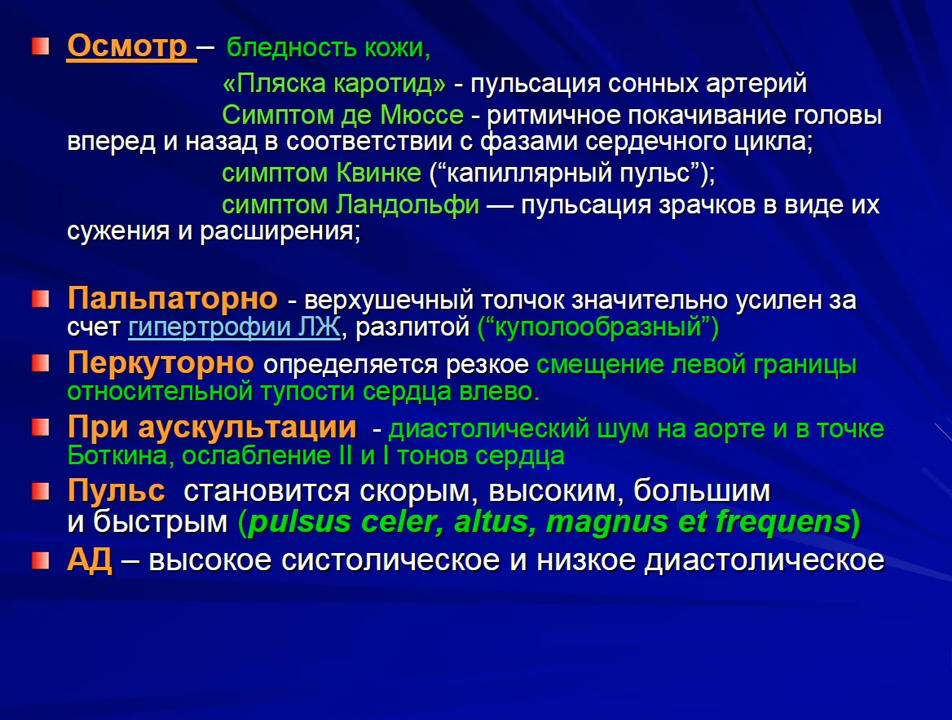 Осмотр – бледность кожи,
«Пляска каротид» - пульсация сонных артерий
Симптом де Мюссе - ритмичное покачивание головы
вперед и назад в соответствии с фазами сердечного цикла;
симптом Квинке (“капиллярный пульс”);
симптом Ландольфи — пульсация зрачков в виде их
сужения и расширения;
Пальпаторно - верхушечный толчок значительно усилен за
счет гипертрофии ЛЖ, разлитой (“куполообразный”)
Перкуторно определяется резкое смещение левой границы
относительной тупости сердца влево.
При аускультации - диастолический шум на аорте и в точке
Боткина, ослабление II и I тонов сердца
Пульс становится скорым, высоким, большим
и быстрым (pulsus celer, altus, magnus et frequens)
АД – высокое систолическое и низкое диастолическое